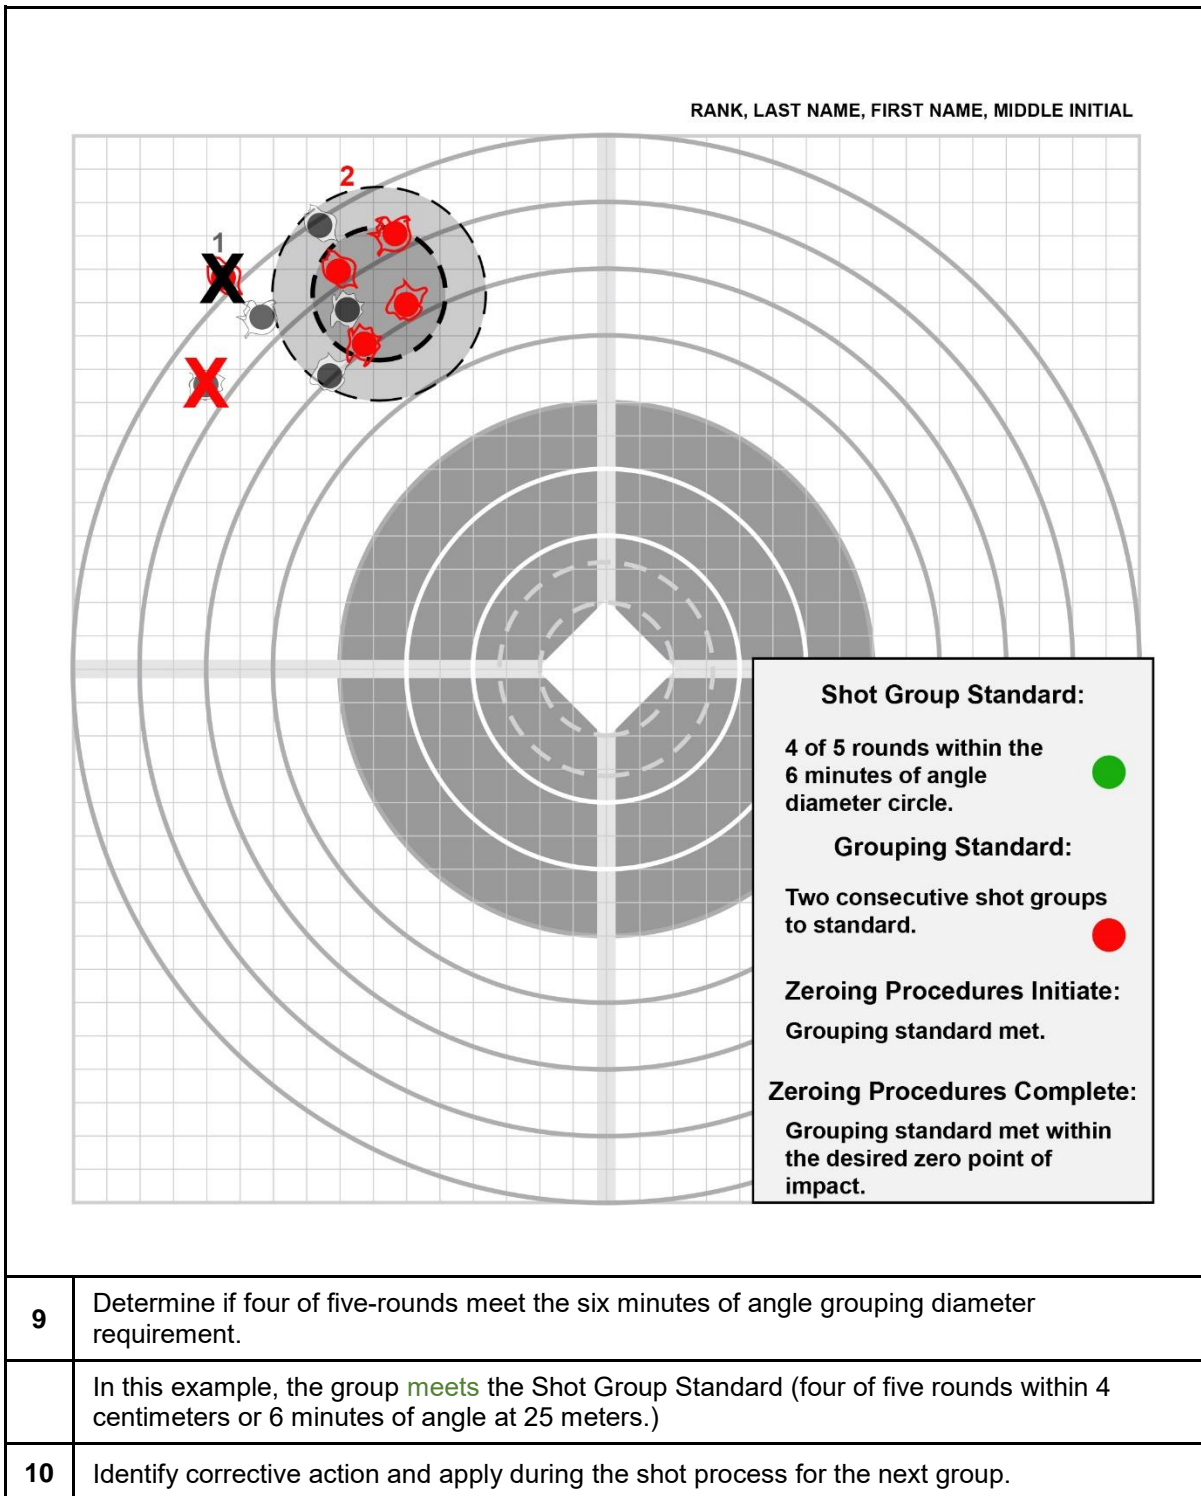 RANK, LAST NAME, FIRST NAME, MIDDLE INITIAL
2
1
X
X
Shot Group Standard:
4 of 5 rounds within the
6 minutes of angle
diameter circle.
Grouping Standard:
Two consecutive shot groups
to standard.
Zeroing Procedures Initiate:
Grouping standard met.
Zeroing Procedures Complete:
Grouping standard met within
the desired zero point of
impact.
9
Determine if four of five-rounds meet the six minutes of angle grouping diameter
requirement.
In this example, the group meets the Shot Group Standard (four of five rounds within 4
centimeters or 6 minutes of angle at 25 meters.)
10
Identify corrective action and apply during the shot process for the next group.